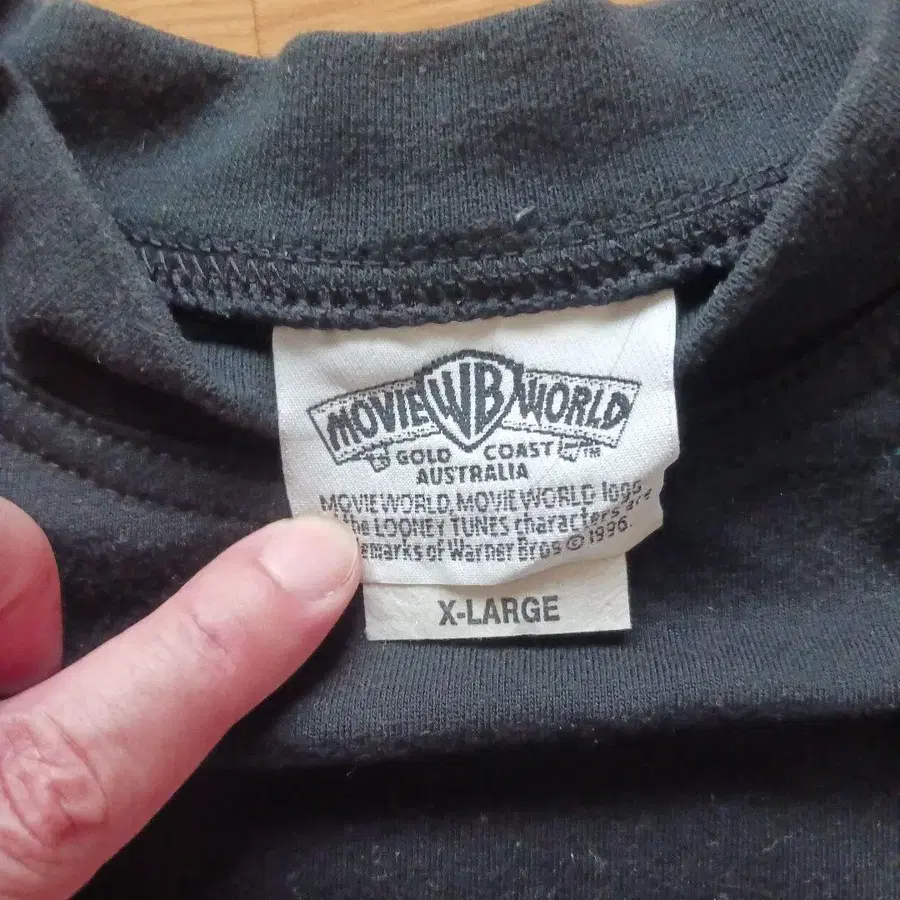 MOVIE WB WORLD TM
GOLD COAST
AUSTRALIA
MOVIE WORLD, MOVIE WORLD logo,
the LOONEY TUNES characters are
emarks of Warner Bros © 1996.
X-LARGE